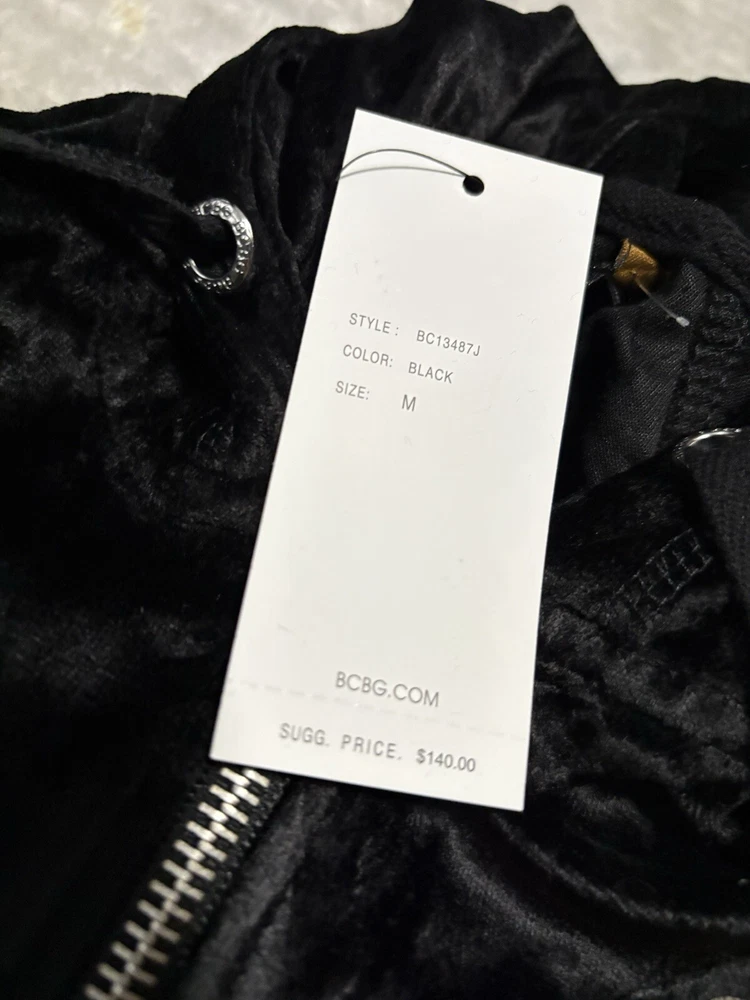 STYLE: BC13487J
COLOR: BLACK
SIZE: M
BCBG.COM
SUGG. PRICE. $140.00